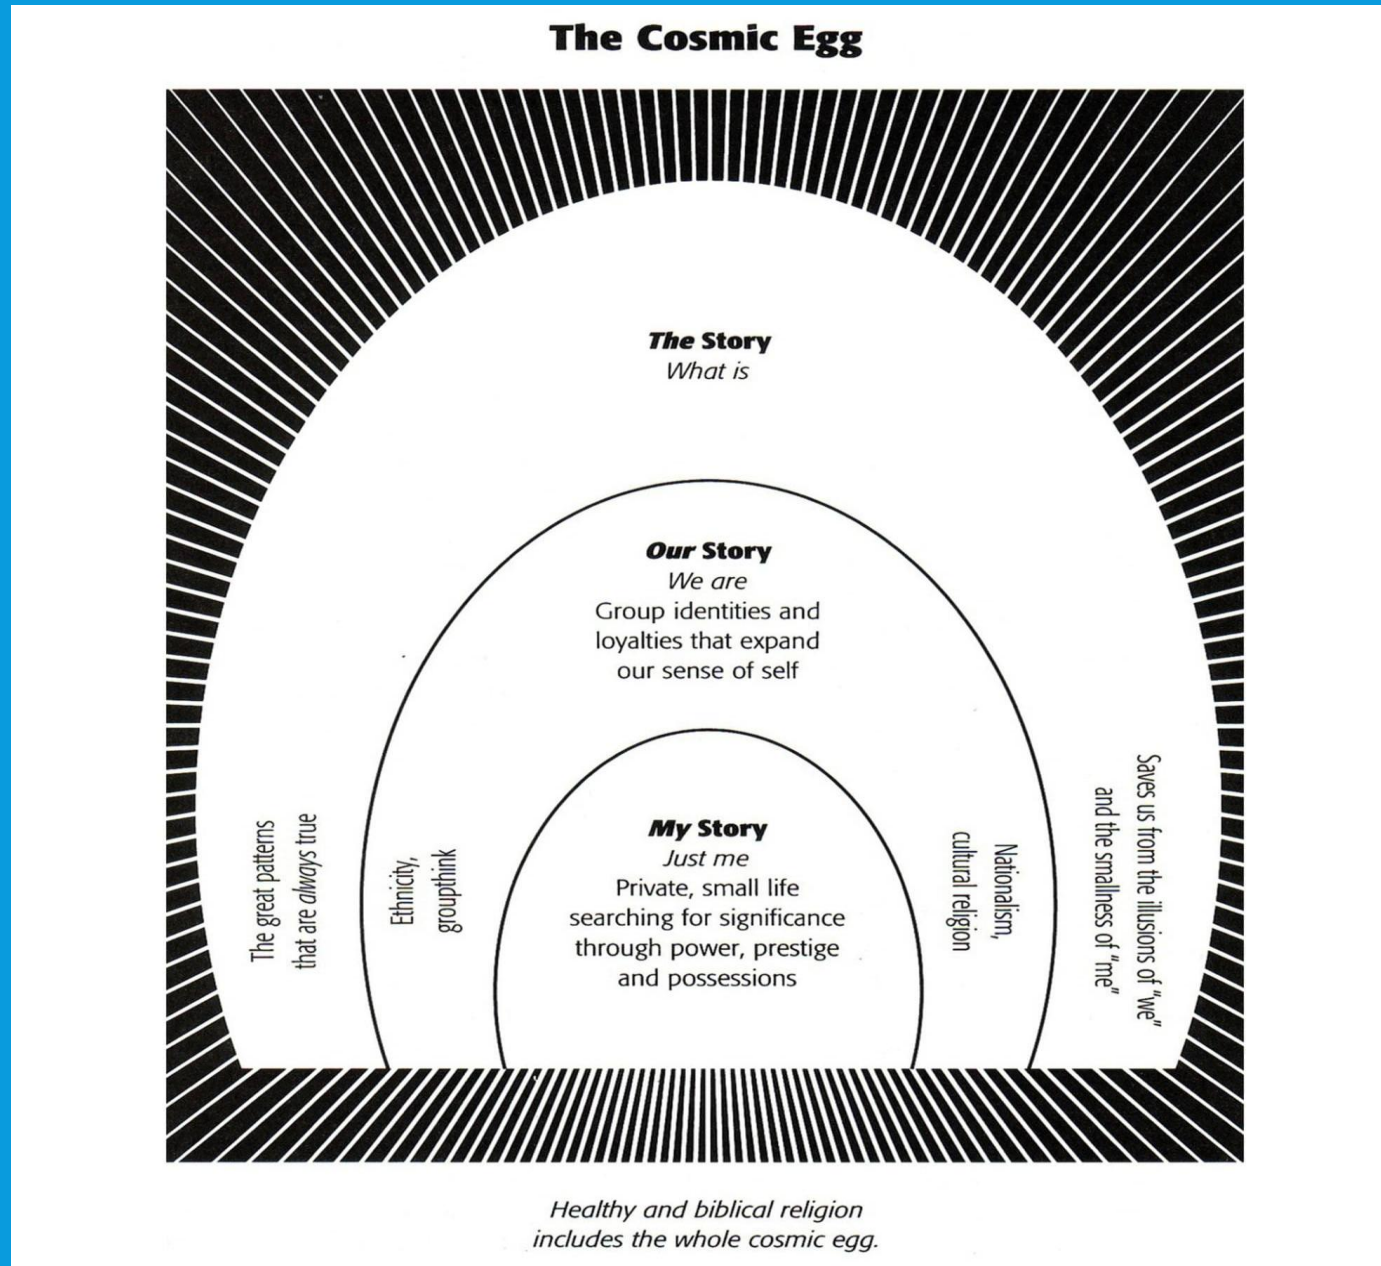 The Cosmic Egg
The Story
What is
Our Story
We are
Group identities and
loyalties that expand
our sense of self
My Story
Just me
Private, small life
searching for significance
through power, prestige
and possessions
The great patterns
that are always true
Ethnicity,
groupthink
Nationalism,
cultural religion
Saves us from the illusions of "we"
and the smallness of "me"
Healthy and biblical religion
includes the whole cosmic egg.